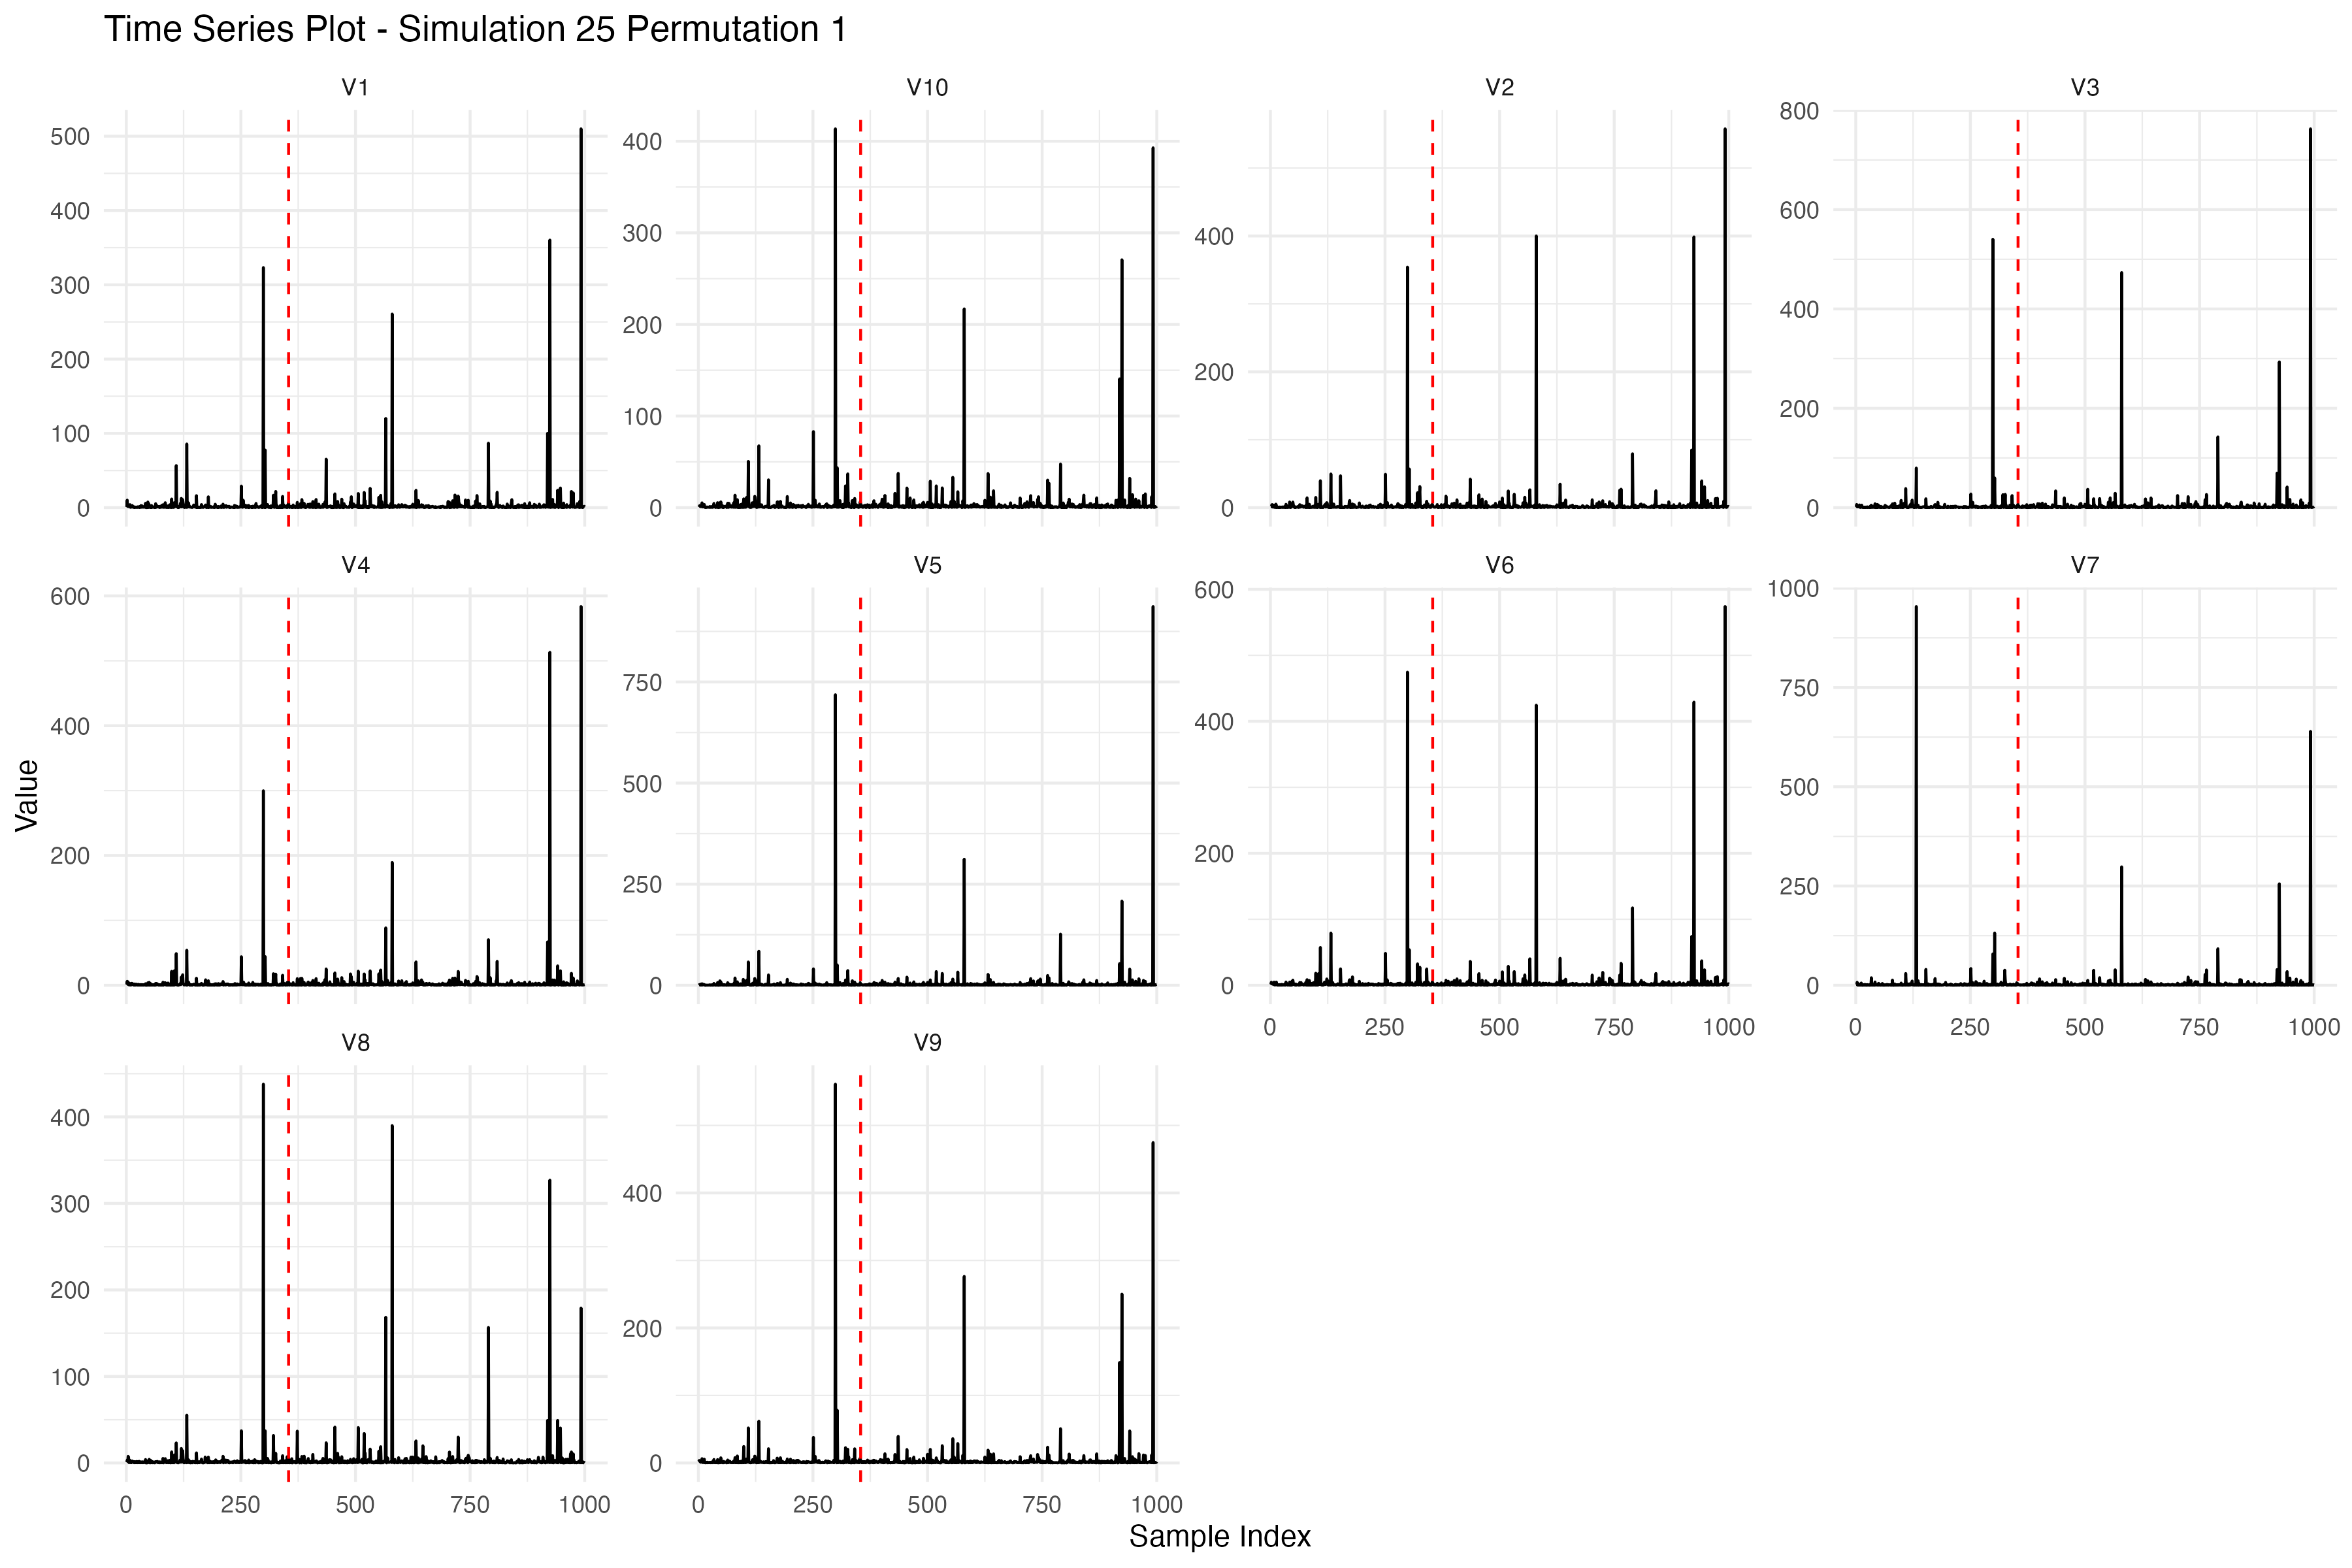 Time Series Plot - Simulation 25 Permutation 1
V1 V10 V2 V3
500 400 300 200 100 0
400 300 200 100 0
400 200 0
800 600 400 200 0
V4 V5 V6 V7
600 400 200 0
750 500 250 0
600 400 200 0
1000 750 500 250 0
0 250 500 750 1000
0 250 500 750 1000
V8 V9
400 300 200 100 0
400 200 0
0 250 500 750 1000
0 250 500 750 1000
Value
Sample Index